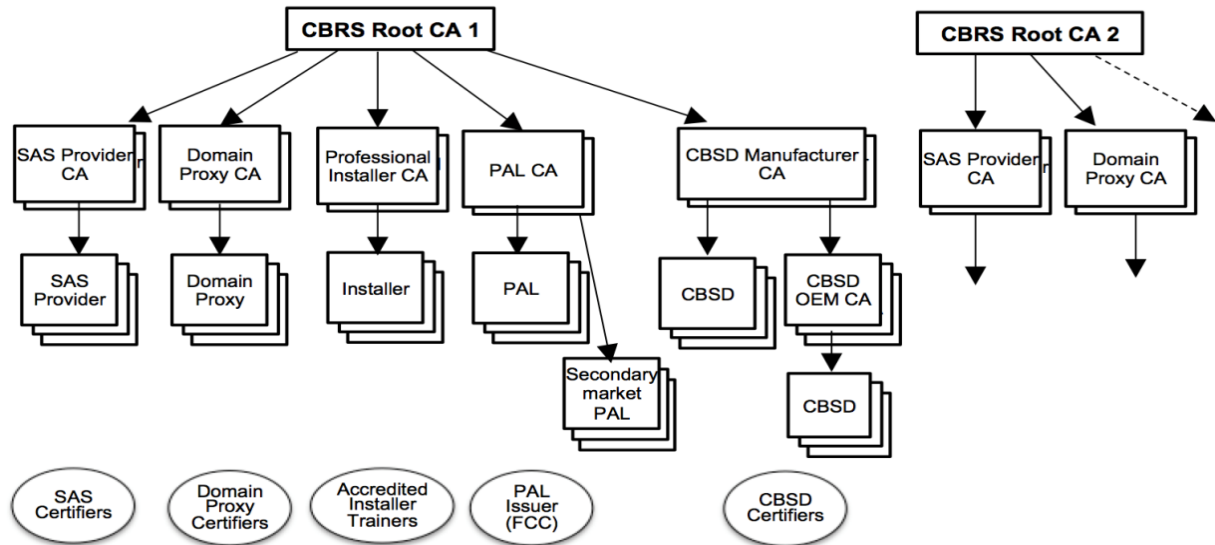 CBRS Root CA 1
CBRS Root CA 2
SAS Provider
CA
Domain
Proxy CA
Professional
Installer CA
PAL CA
CBSD Manufacturer
CA
SAS Provider
CA
Domain
Proxy CA
SAS
Provider
Domain
Proxy
Installer
PAL
CBSD
CBSD
OEM CA
Secondary
market
PAL
CBSD
SAS
Certifiers
Domain
Proxy
Certifiers
Accredited
Installer
Trainers
PAL
Issuer
(FCC)
CBSD
Certifiers